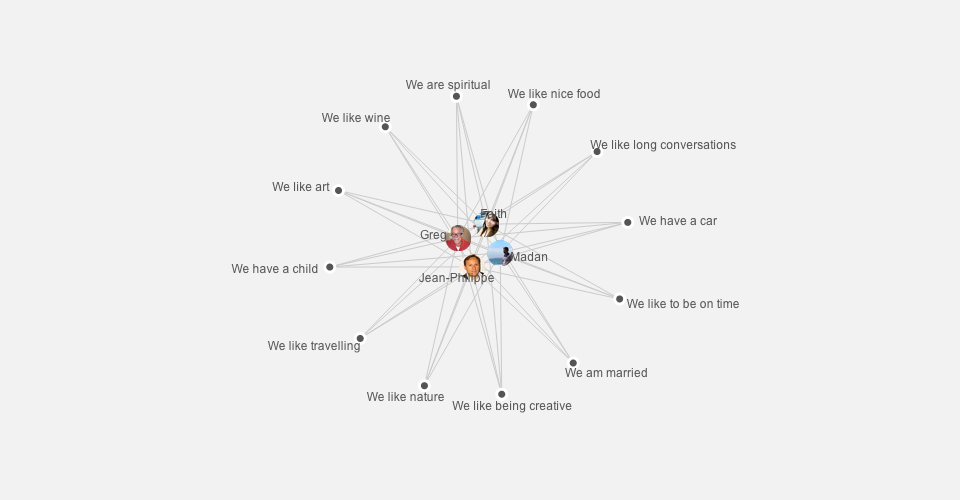 We are spiritual
We like nice food
We like wine
We like long conversations
We like art
Faith
We have a car
Greg
Madan
We have a child
Jean-Philippe
We like to be on time
We like travelling
We am married
We like nature
We like being creative